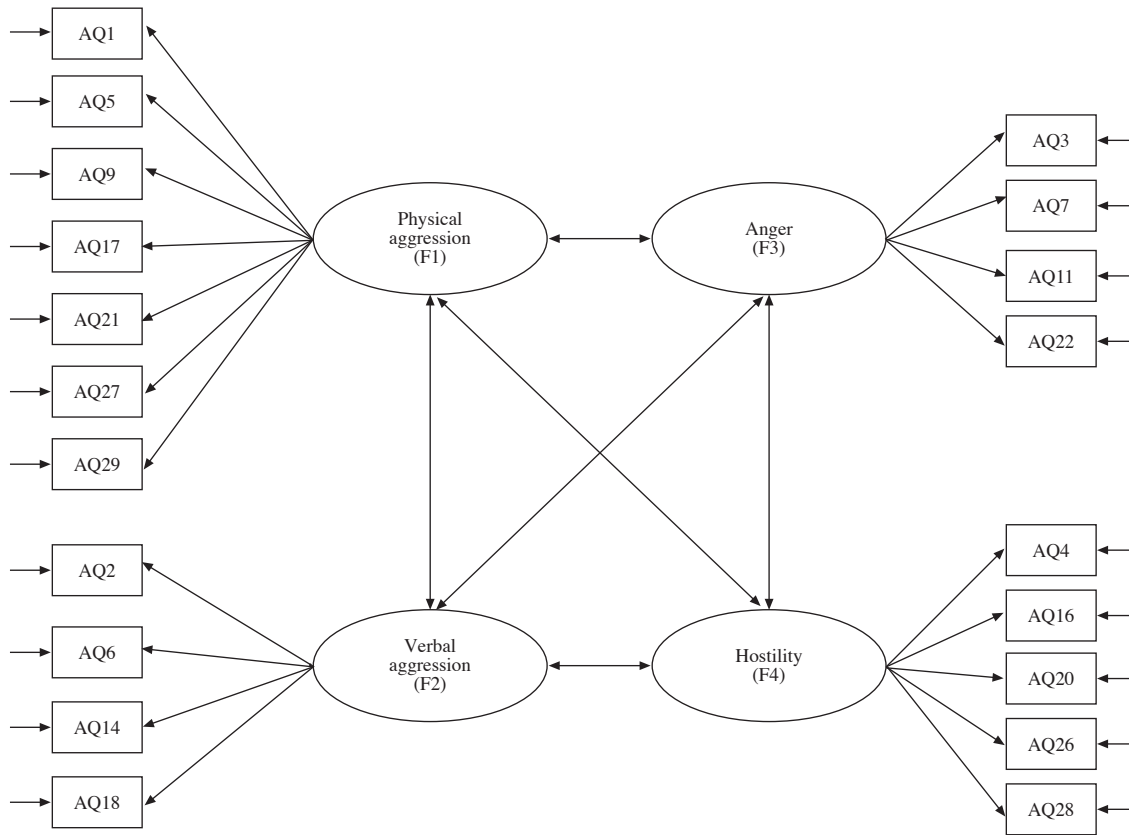 AQ1
AQ5
AQ9
AQ17
AQ21
AQ27
AQ29
AQ2
AQ6
AQ14
AQ18
Physical
aggression
(F1)
Verbal
aggression
(F2)
Anger
(F3)
Hostility
(F4)
AQ3
AQ7
AQ11
AQ22
AQ4
AQ16
AQ20
AQ26
AQ28